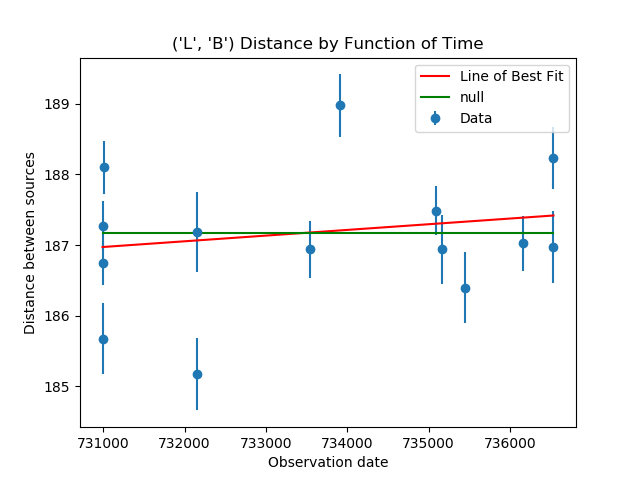 ('L', 'B') Distance by Function of Time
Line of Best Fit
null
Data
Distance between sources
189
188
187
186
185
731000 732000 733000 734000 735000 736000
Observation date